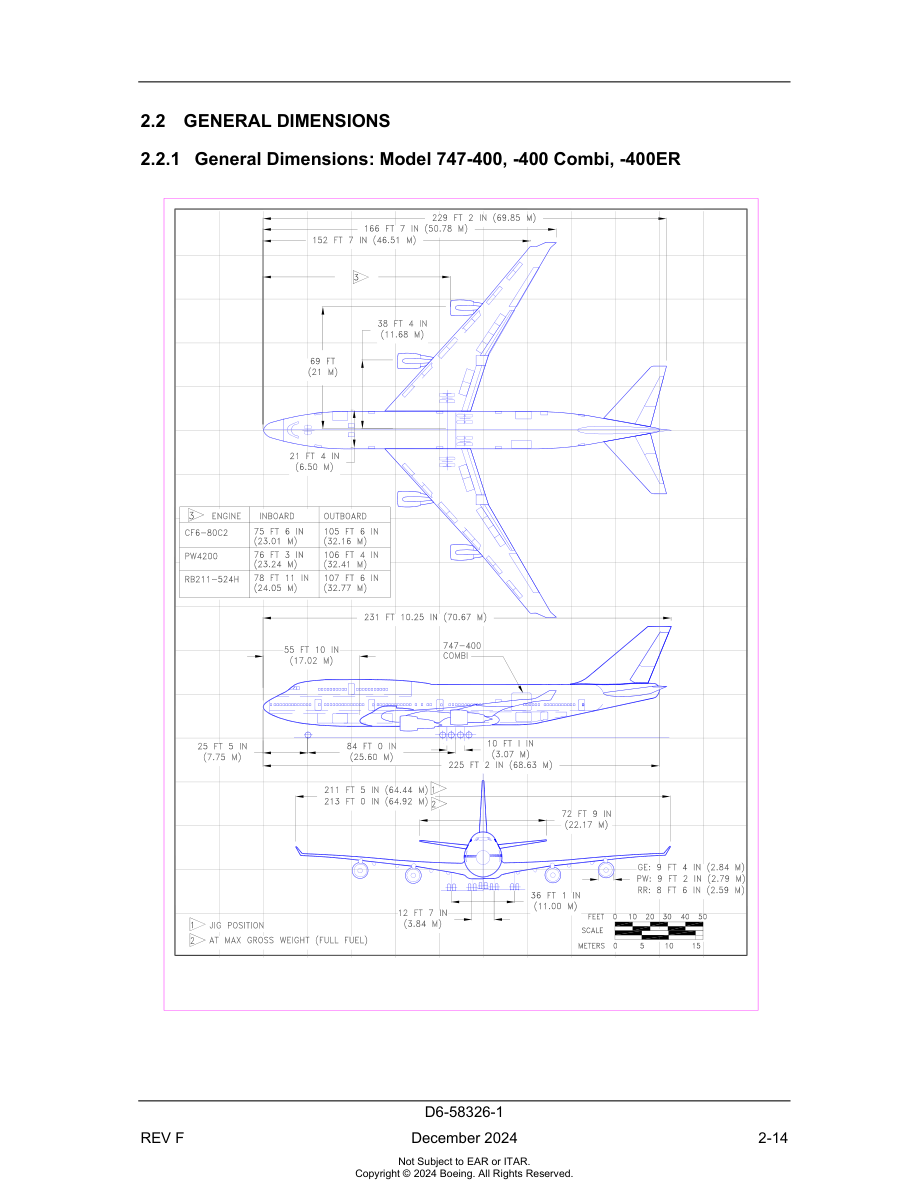 2.2 GENERAL DIMENSIONS
2.2.1 General Dimensions: Model 747-400, -400 Combi, -400ER
229 FT 2 IN (69.85 M)
166 FT 7 IN (50.78 M)
152 FT 7 IN (46.51 M)
3
38 FT 4 IN
(11.68 M)
69 FT
(21 M)
21 FT 4 IN
(6.50 M)
3 ENGINE INBOARD OUTBOARD
CF6-80C2 75 FT 6 IN 105 FT 6 IN
(23.01 M) (32.16 M)
PW4200 76 FT 3 IN 106 FT 4 IN
(23.24 M) (32.41 M)
RB211-524H 78 FT 11 IN 107 FT 6 IN
(24.05 M) (32.77 M)
231 FT 10.25 IN (70.67 M)
55 FT 10 IN
(17.02 M)
747-400
COMBI
25 FT 5 IN
(7.75 M)
84 FT 0 IN
(25.60 M)
10 FT I IN
(3.07 M)
225 FT 2 IN (68.63 M)
211 FT 5 IN (64.44 M) 1
213 FT 0 IN (64.92 M) 2
72 FT 9 IN
(22.17 M)
GE: 9 FT 4 IN (2.84 M)
PW: 9 FT 2 IN (2.79 M)
RR: 8 FT 6 IN (2.59 M)
36 FT 1 IN
(11.00 M)
12 FT 7 IN
(3.84 M)
1 JIG POSITION
2 AT MAX GROSS WEIGHT (FULL FUEL)
FEET 0 10 20 30 40 50
SCALE
METERS 0 5 10 15
D6-58326-1
REV F December 2024 2-14
Not Subject to EAR or ITAR.
Copyright © 2024 Boeing. All Rights Reserved.